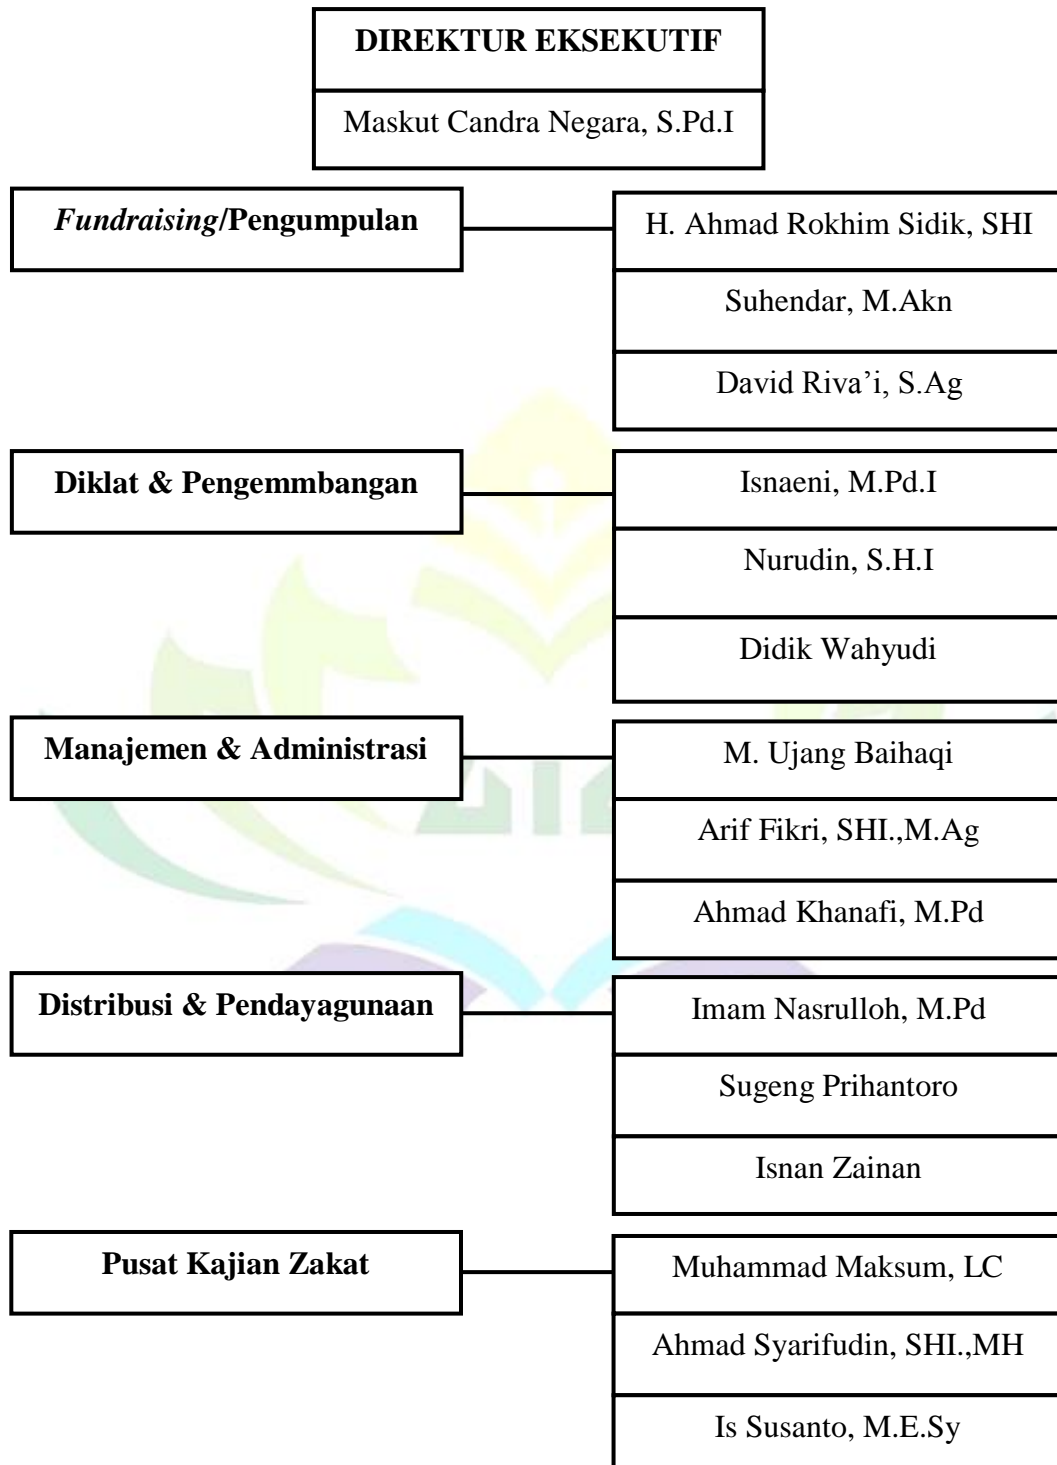 DIREKTUR EKSEKUTIF
Maskut Candra Negara, S.Pd.I
Fundraising/Pengumpulan
H. Ahmad Rokhim Sidik, SHI
Suhendar, M.Akn
David Riva’i, S.Ag
Diklat & Pengemmbangan
Isnaeni, M.Pd.I
Nurudin, S.H.I
Didik Wahyudi
Manajemen & Administrasi
M. Ujang Baihaqi
Arif Fikri, SHI.,M.Ag
Ahmad Khanafi, M.Pd
Distribusi & Pendayagunaan
Imam Nasrulloh, M.Pd
Sugeng Prihantoro
Isnan Zainan
Pusat Kajian Zakat
Muhammad Maksum, LC
Ahmad Syarifudin, SHI.,MH
Is Susanto, M.E.Sy